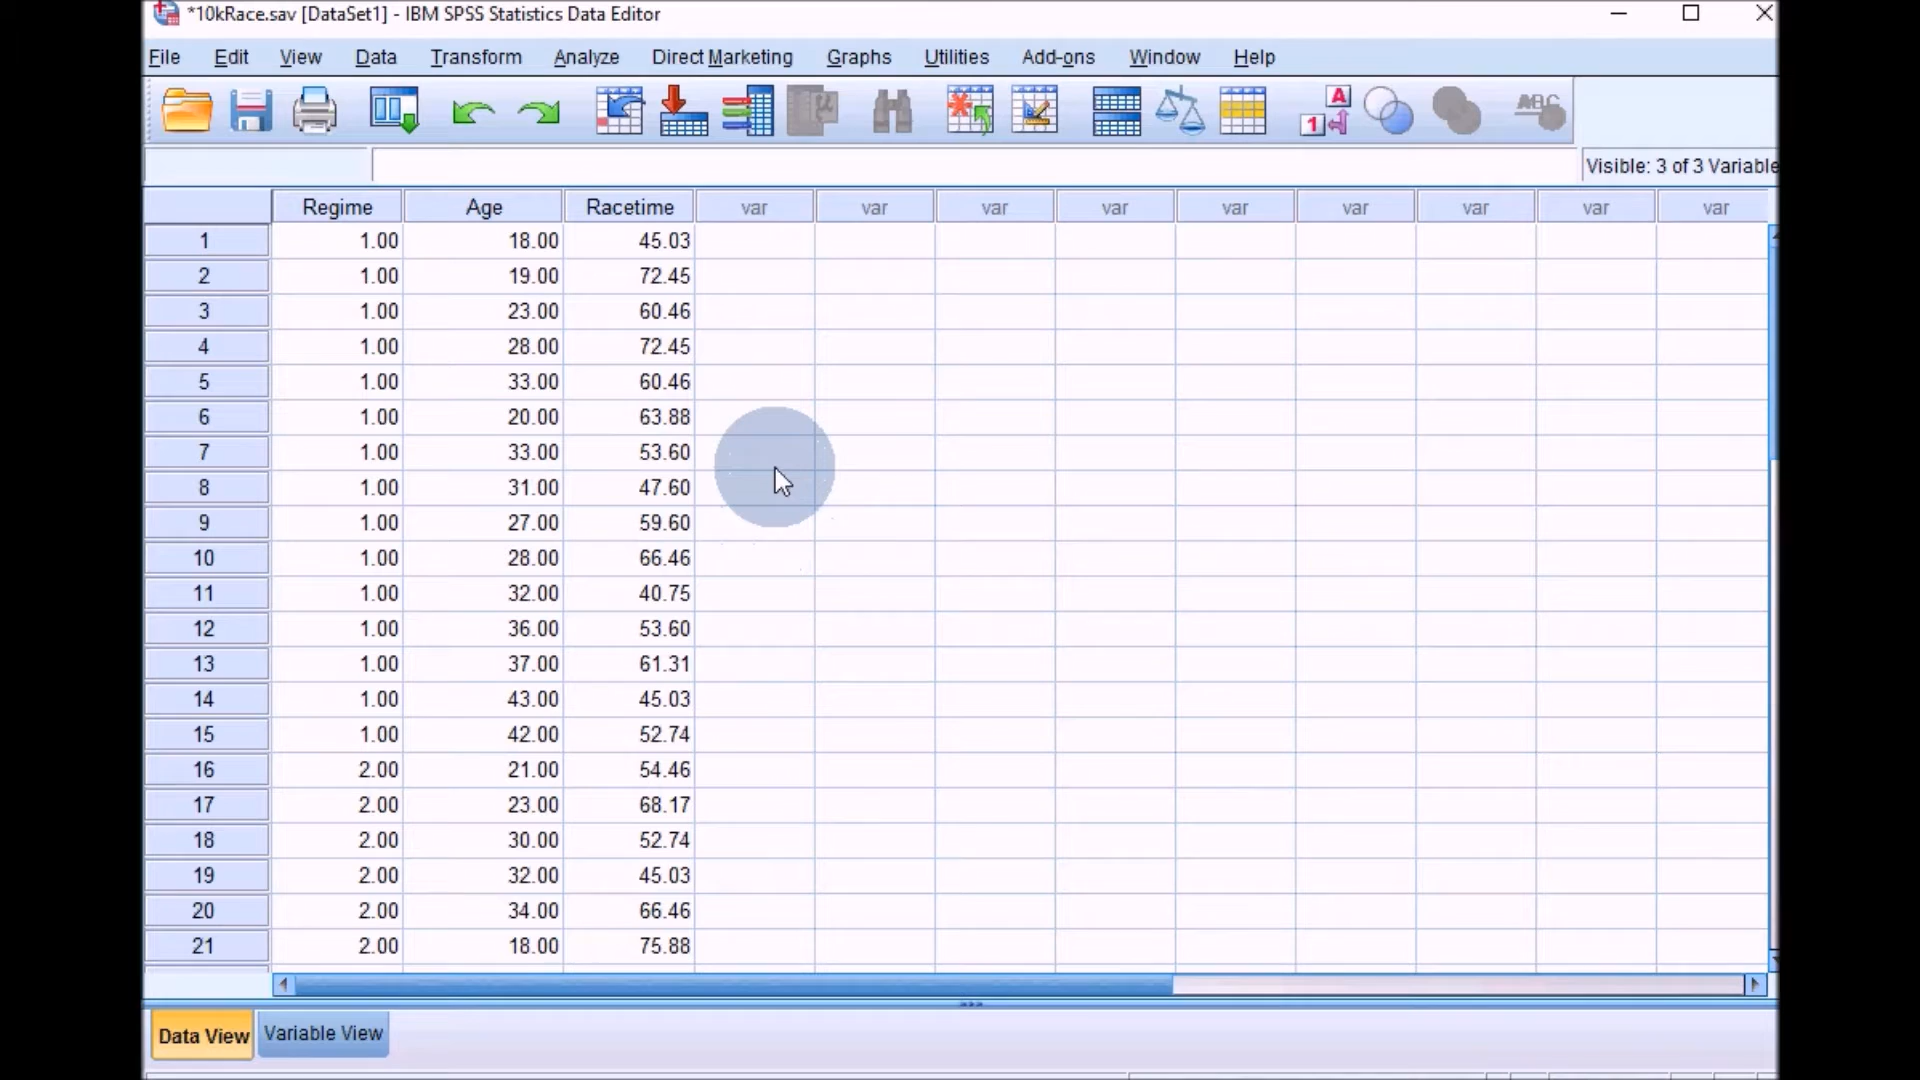 *10kRace.sav [DataSet1] - IBM SPSS Statistics Data Editor
File Edit View Data Transform Analyze Direct Marketing Graphs Utilities Add-ons Window Help
A
1
ABC
Visible: 3 of 3 Variable
Regime Age Racetime var var var var var var var var var
1 1.00 18.00 45.03
2 1.00 19.00 72.45
3 1.00 23.00 60.46
4 1.00 28.00 72.45
5 1.00 33.00 60.46
6 1.00 20.00 63.88
7 1.00 33.00 53.60
8 1.00 31.00 47.60
9 1.00 27.00 59.60
10 1.00 28.00 66.46
11 1.00 32.00 40.75
12 1.00 36.00 53.60
13 1.00 37.00 61.31
14 1.00 43.00 45.03
15 1.00 42.00 52.74
16 2.00 21.00 54.46
17 2.00 23.00 68.17
18 2.00 30.00 52.74
19 2.00 32.00 45.03
20 2.00 34.00 66.46
21 2.00 18.00 75.88
Data View Variable View